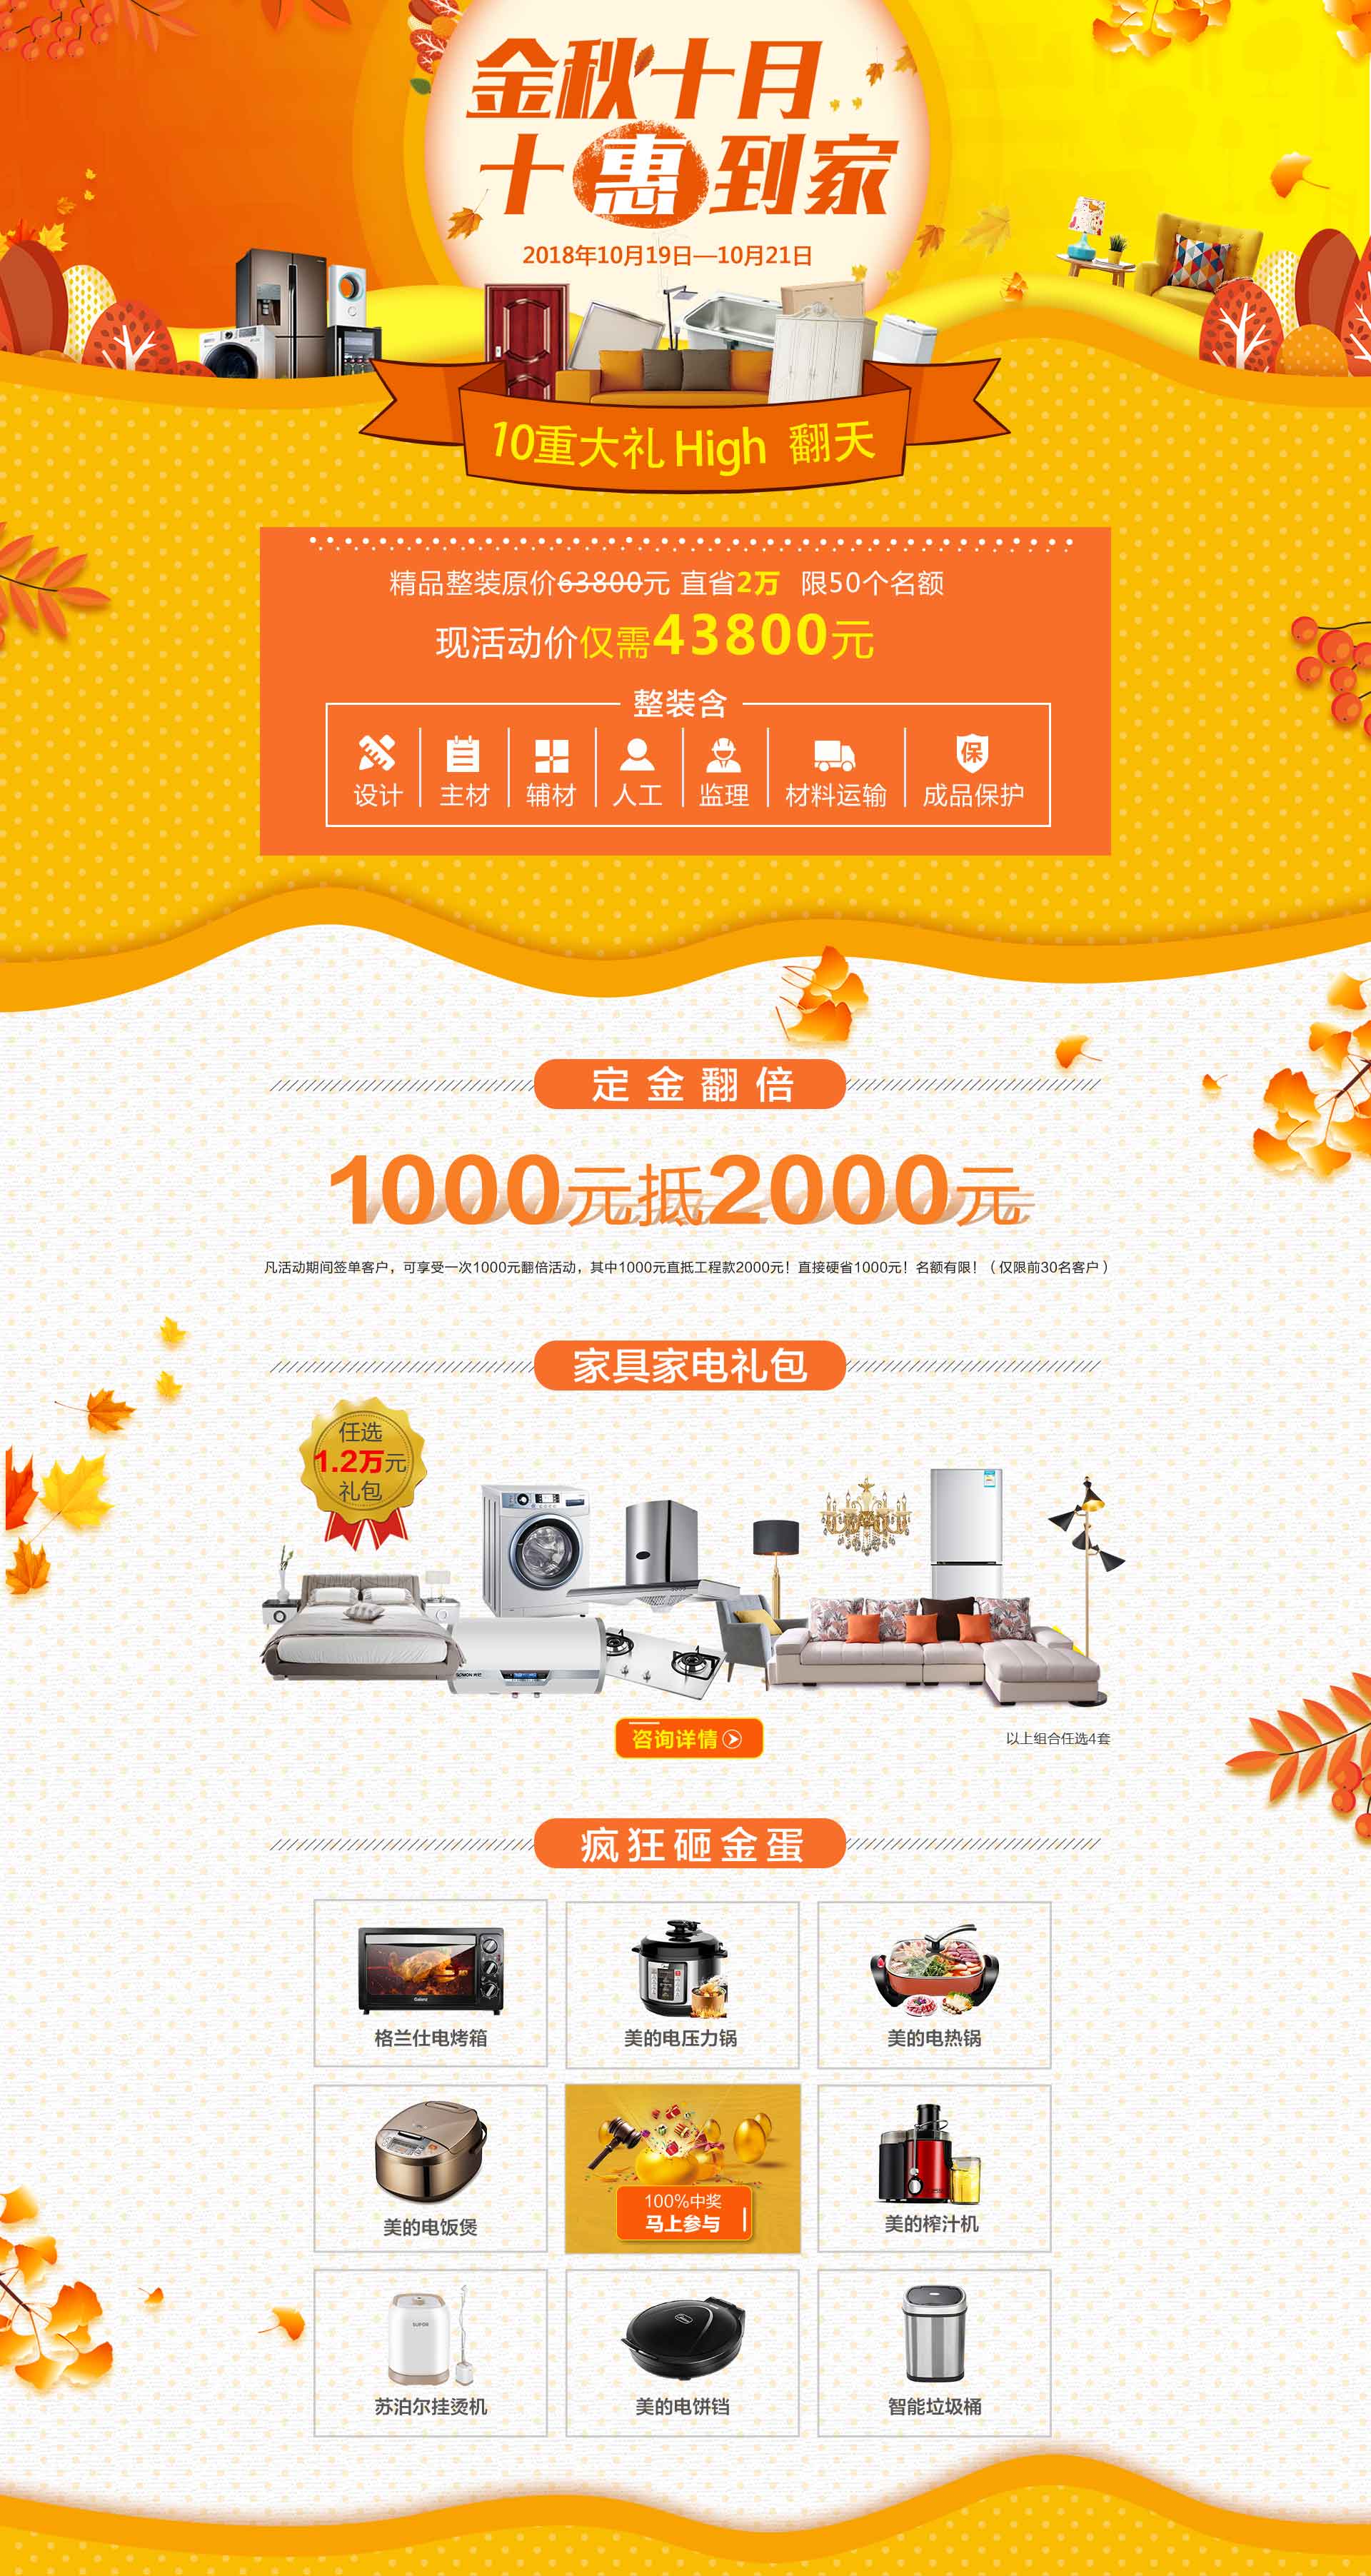 金秋十月
十惠到家
2018年10月19日—10月21日
10重大礼 High 翻天
精品整装原价63800元 直省2万 限50个名额
现活动价仅需43800元
整装含
设计 主材 辅材 人工 监理 材料运输 保 成品保护
定金翻倍
1000元抵2000元
凡活动期间签单客户，可享受一次1000元翻倍活动，其中1000元直抵工程款2000元！直接硬省1000元！名额有限！（仅限前30名客户）
家具家电礼包
任选
1.2万元
礼包
咨询详情
以上组合任选4套
疯狂砸金蛋
Galanz
格兰仕电烤箱 美的电压力锅 美的电热锅
100%中奖
马上参与
美的电饭煲 美的榨汁机
SUPOR
苏泊尔挂烫机 美的电饼铛 智能垃圾桶